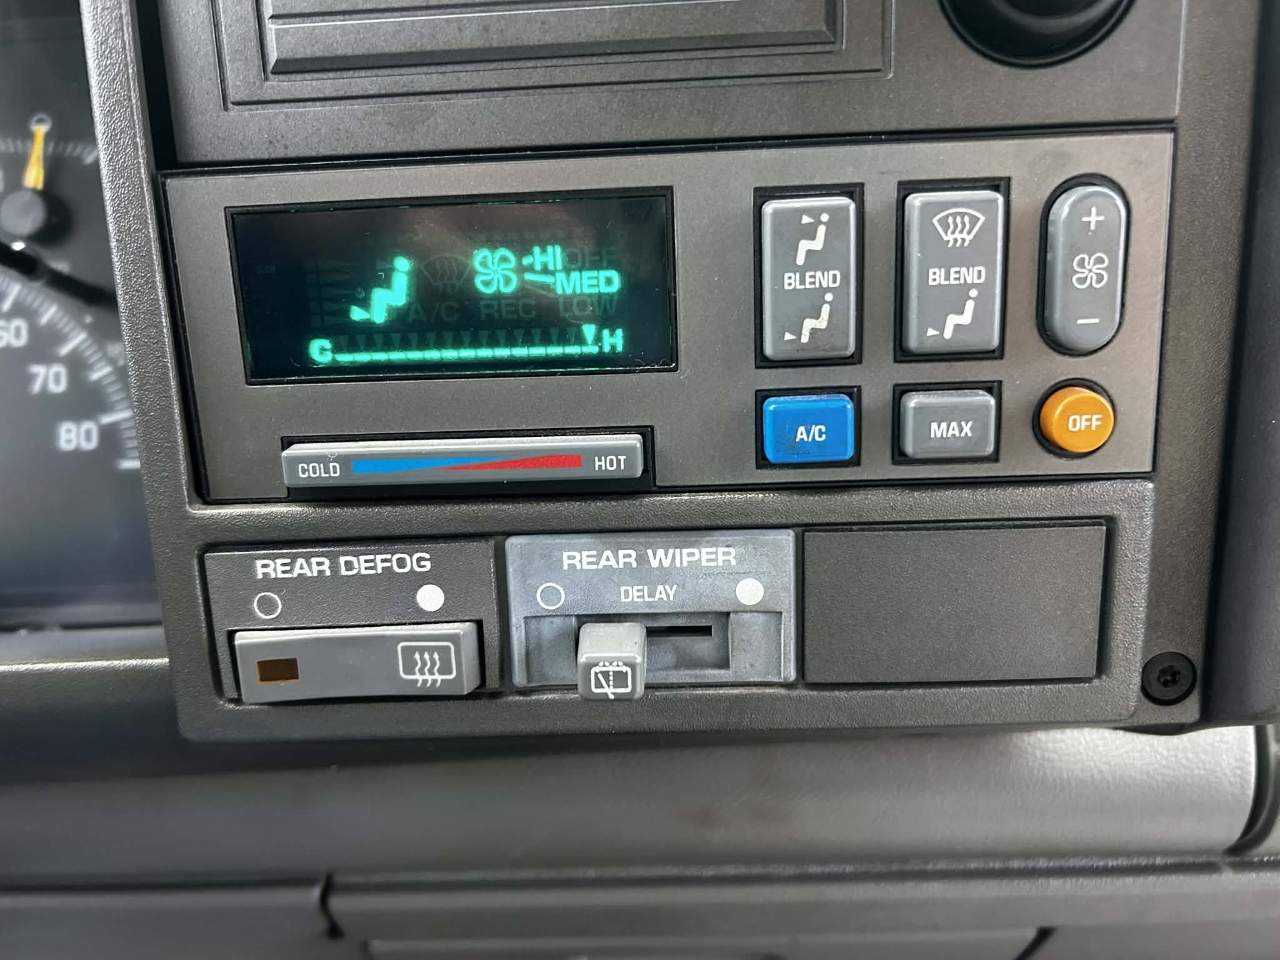 HI OFF
MED
A/C REC LOW
C H
COLD HOT
BLEND
BLEND
+
-
A/C
MAX
OFF
60
70
80
REAR DEFOG
REAR WIPER
DELAY